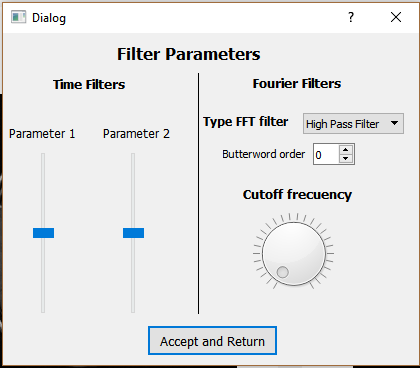 Dialog
Filter Parameters
Time Filters
Parameter 1
Parameter 2
Fourier Filters
Type FFT filter
High Pass Filter
Butterword order
0
Cutoff frecuency
Accept and Return